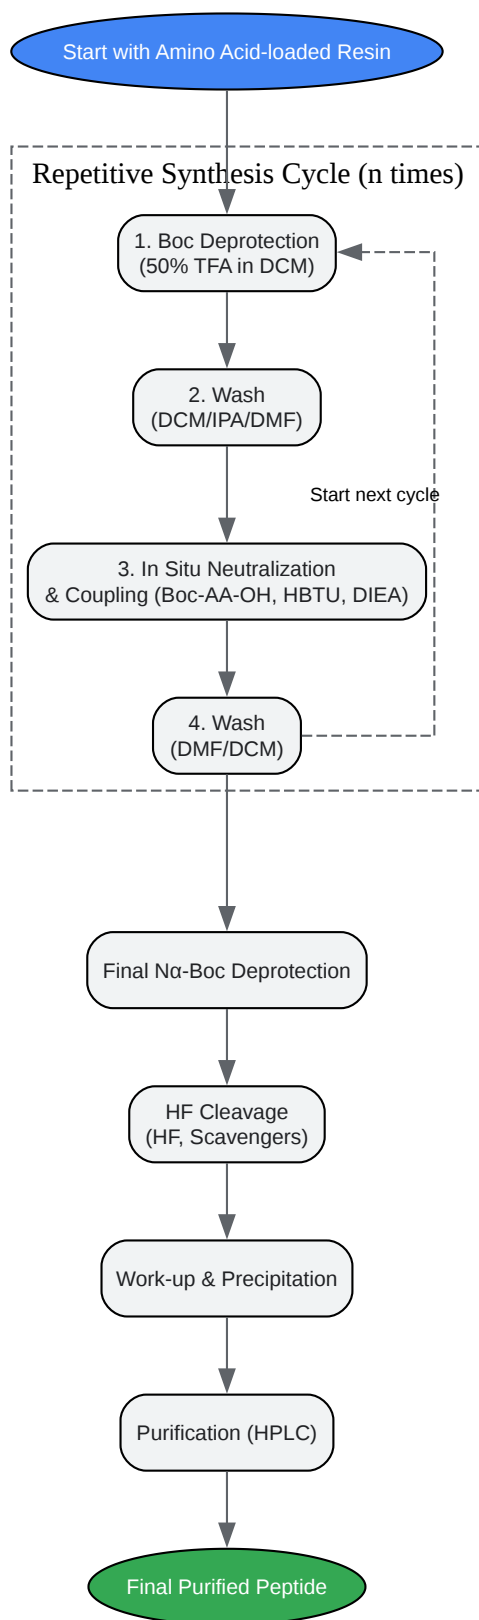 Start with Amino Acid-loaded Resin
Repetitive Synthesis Cycle (n times)
1. Boc Deprotection
(50% TFA in DCM)
2. Wash
(DCM/IPA/DMF)
Start next cycle
3. In Situ Neutralization
& Coupling (Boc-AA-OH, HBTU, DIEA)
4. Wash
(DMF/DCM)
Final Nα-Boc Deprotection
HF Cleavage
(HF, Scavengers)
Work-up & Precipitation
Purification (HPLC)
Final Purified Peptide